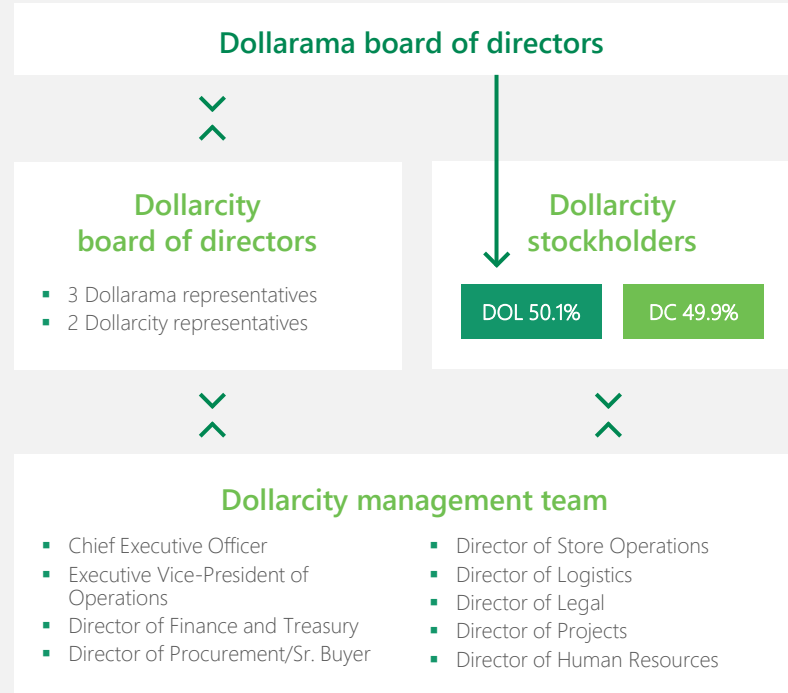 Dollarama board of directors
Dollarcity
board of directors
▪ 3 Dollarama representatives
▪ 2 Dollarcity representatives
Dollarcity
stockholders
DOL 50.1%
DC 49.9%
Dollarcity management team
▪ Chief Executive Officer
▪ Executive Vice-President of
Operations
▪ Director of Finance and Treasury
▪ Director of Procurement/Sr. Buyer
▪ Director of Store Operations
▪ Director of Logistics
▪ Director of Legal
▪ Director of Projects
▪ Director of Human Resources